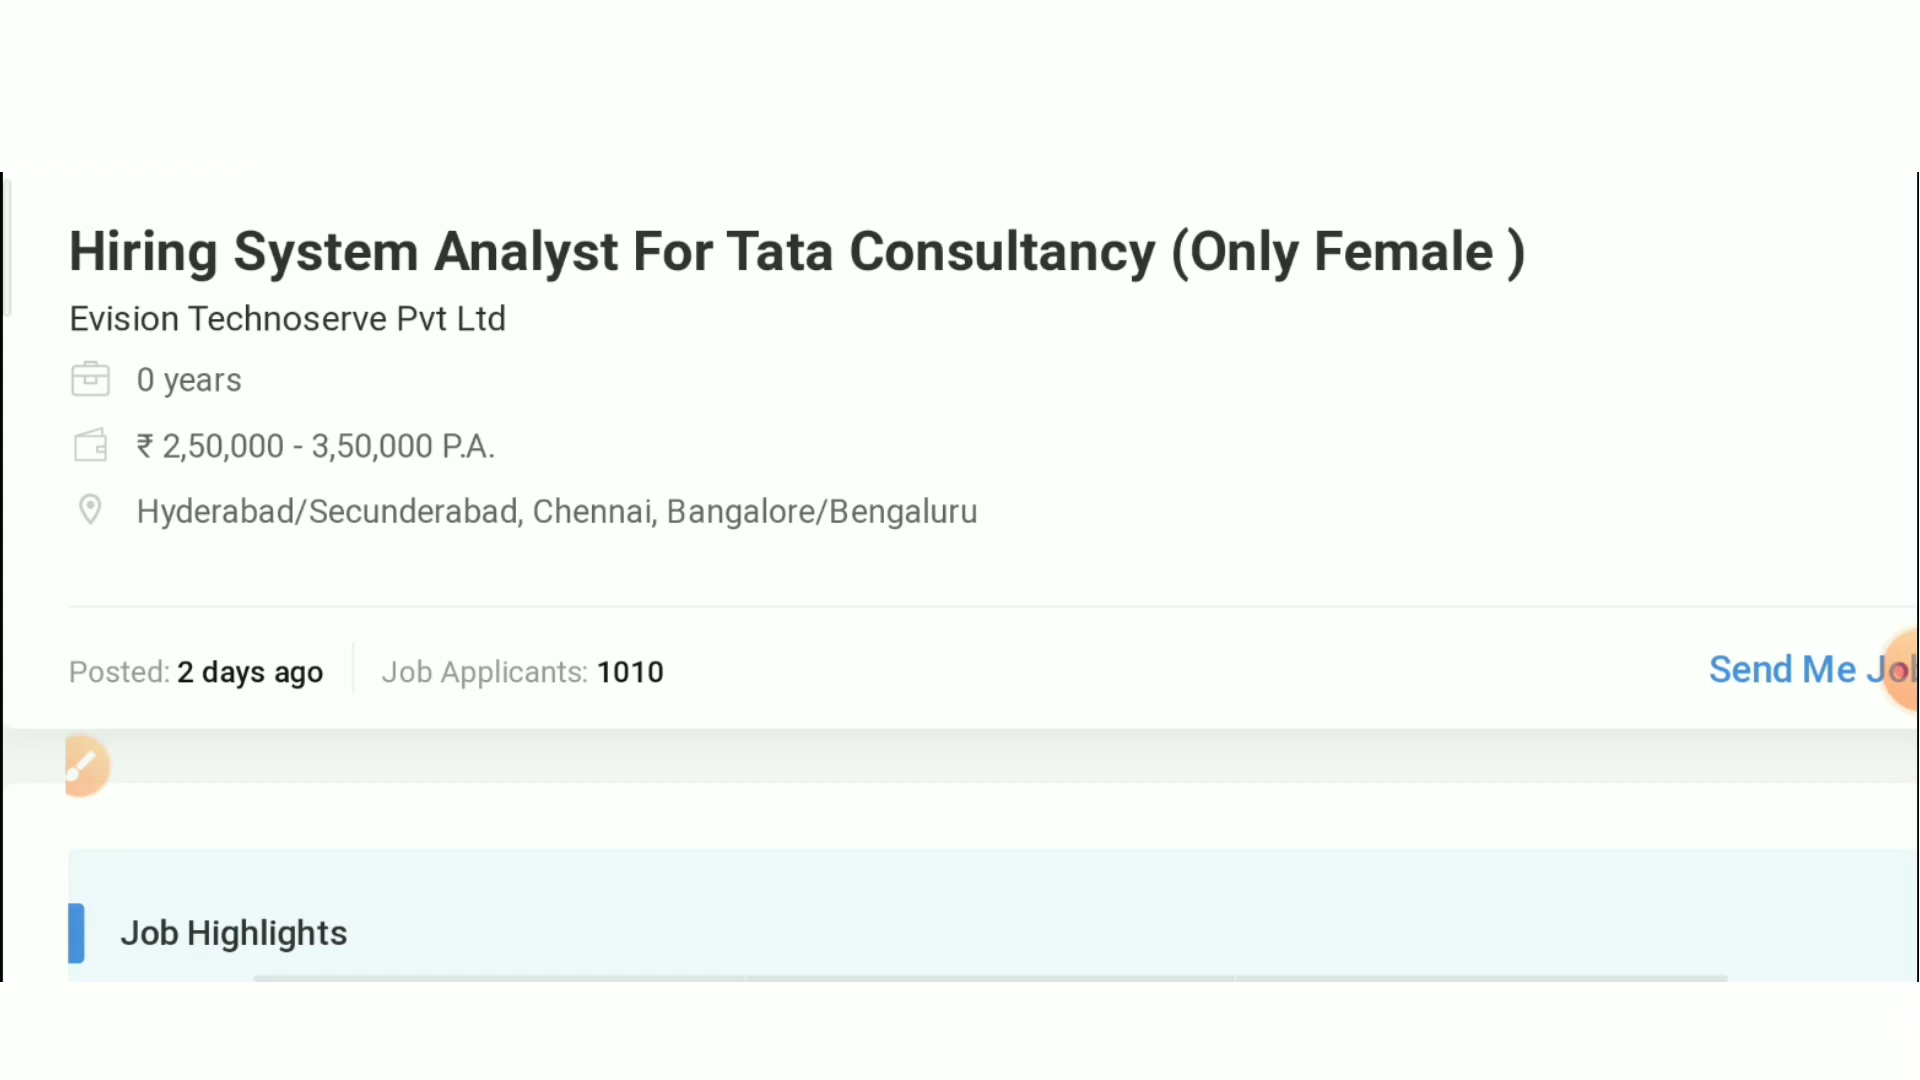 Hiring System Analyst For Tata Consultancy (Only Female )
Evision Technoserve Pvt Ltd
0 years
₹ 2,50,000 - 3,50,000 P.A.
Hyderabad/Secunderabad, Chennai, Bangalore/Bengaluru
Posted: 2 days ago Job Applicants: 1010 Send Me
Job Highlights